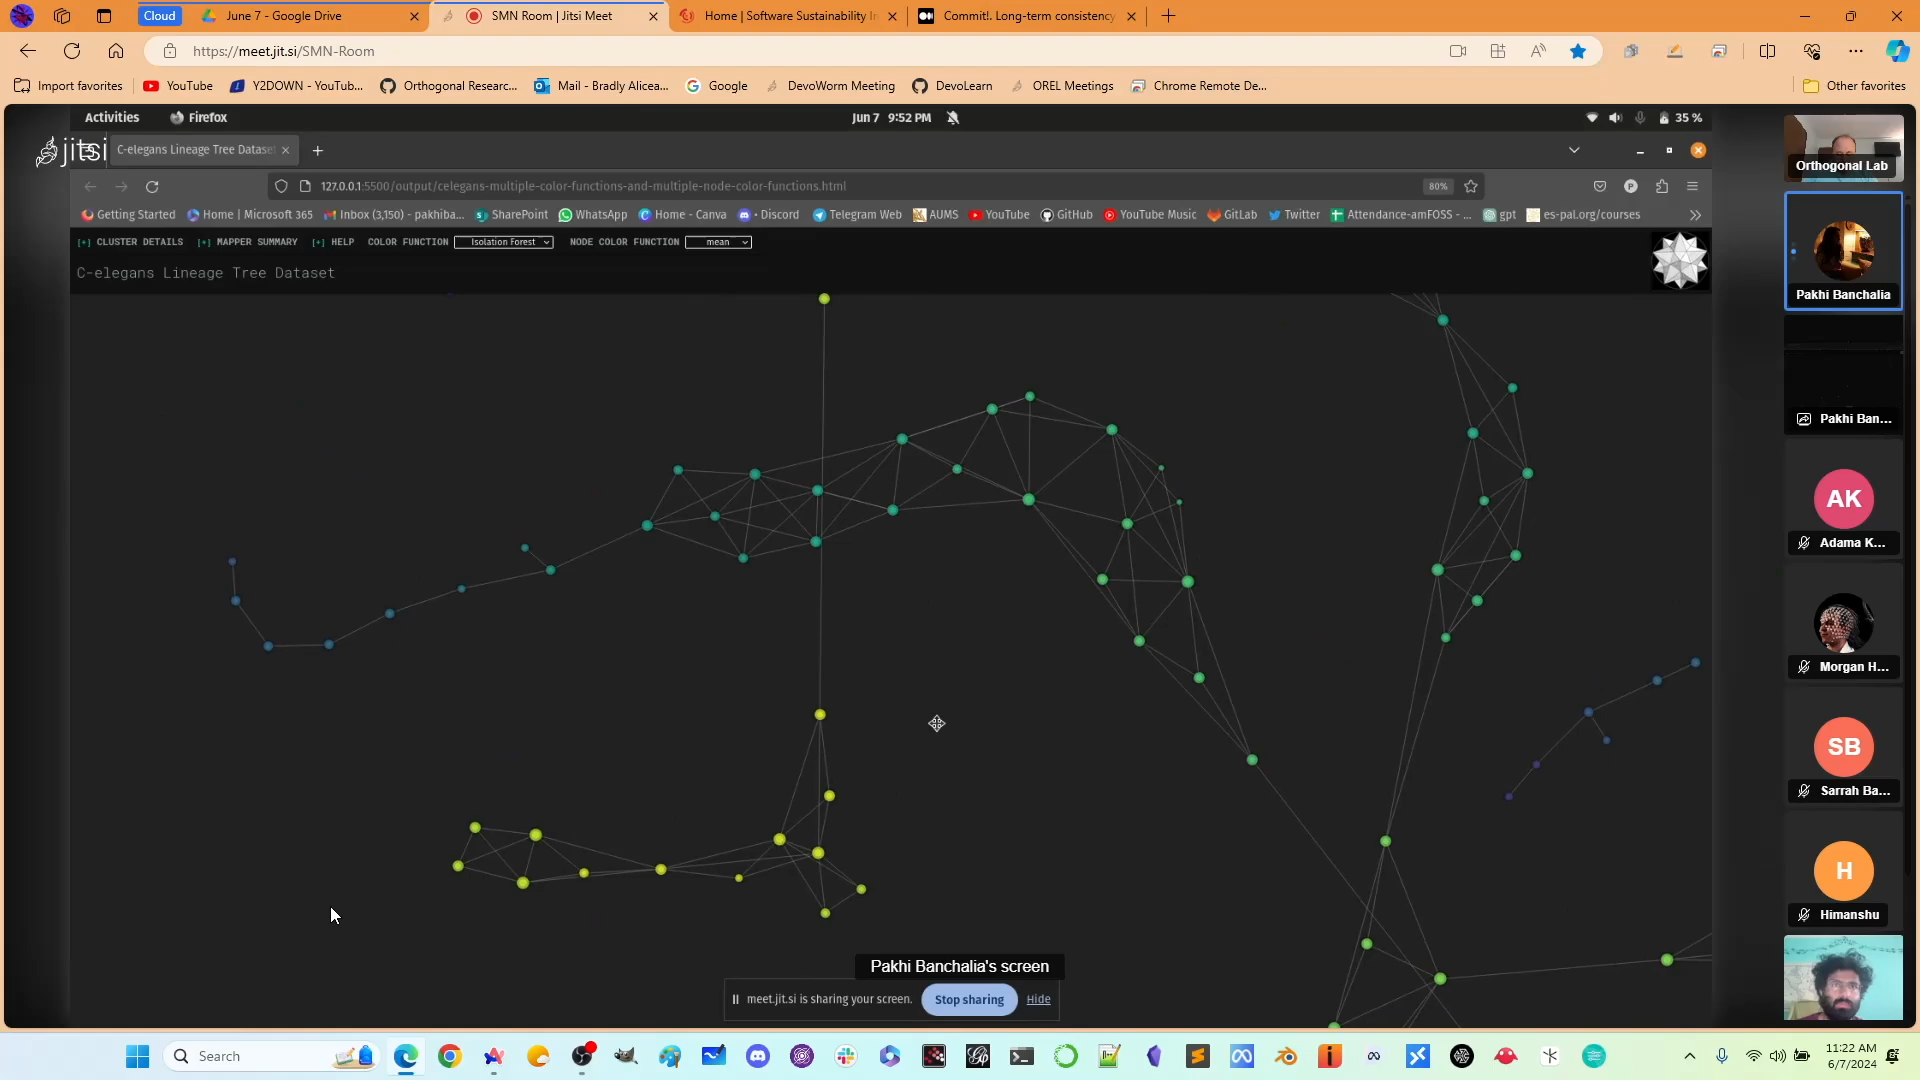 Cloud
June 7 - Google Drive
SMN Room | Jitsi Meet
Home | Software Sustainability In
Commit!. Long-term consistency
https://meet.jit.si/SMN-Room
Import favorites
YouTube
Y2DOWN - YouTub...
Orthogonal Researc...
Mail - Bradly Alicea...
Google
DevoWorm Meeting
DevoLearn
OREL Meetings
Chrome Remote De...
Other favorites
Activities
Firefox
Jun 7 9:52 PM
35 %
jitsi
C-elegans Lineage Tree Dataset
127.0.0.1:5500/output/celegans-multiple-color-functions-and-multiple-node-color-functions.html
80%
Getting Started
Home | Microsoft 365
Inbox (3,150) - pakhiba...
SharePoint
WhatsApp
Home - Canva
Discord
Telegram Web
AUMS
YouTube
GitHub
YouTube Music
GitLab
Twitter
Attendance-amFOSS - ...
gpt
es-pal.org/courses
[+] CLUSTER DETAILS
[+] MAPPER SUMMARY
[+] HELP
COLOR FUNCTION
Isolation Forest
NODE COLOR FUNCTION
mean
C-elegans Lineage Tree Dataset
Orthogonal Lab
Pakhi Banchalia
Pakhi Ban...
AK
Adama K...
Morgan H...
SB
Sarrah Ba...
H
Himanshu
Pakhi Banchalia's screen
meet.jit.si is sharing your screen.
Stop sharing
Hide
Search
11:22 AM
6/7/2024